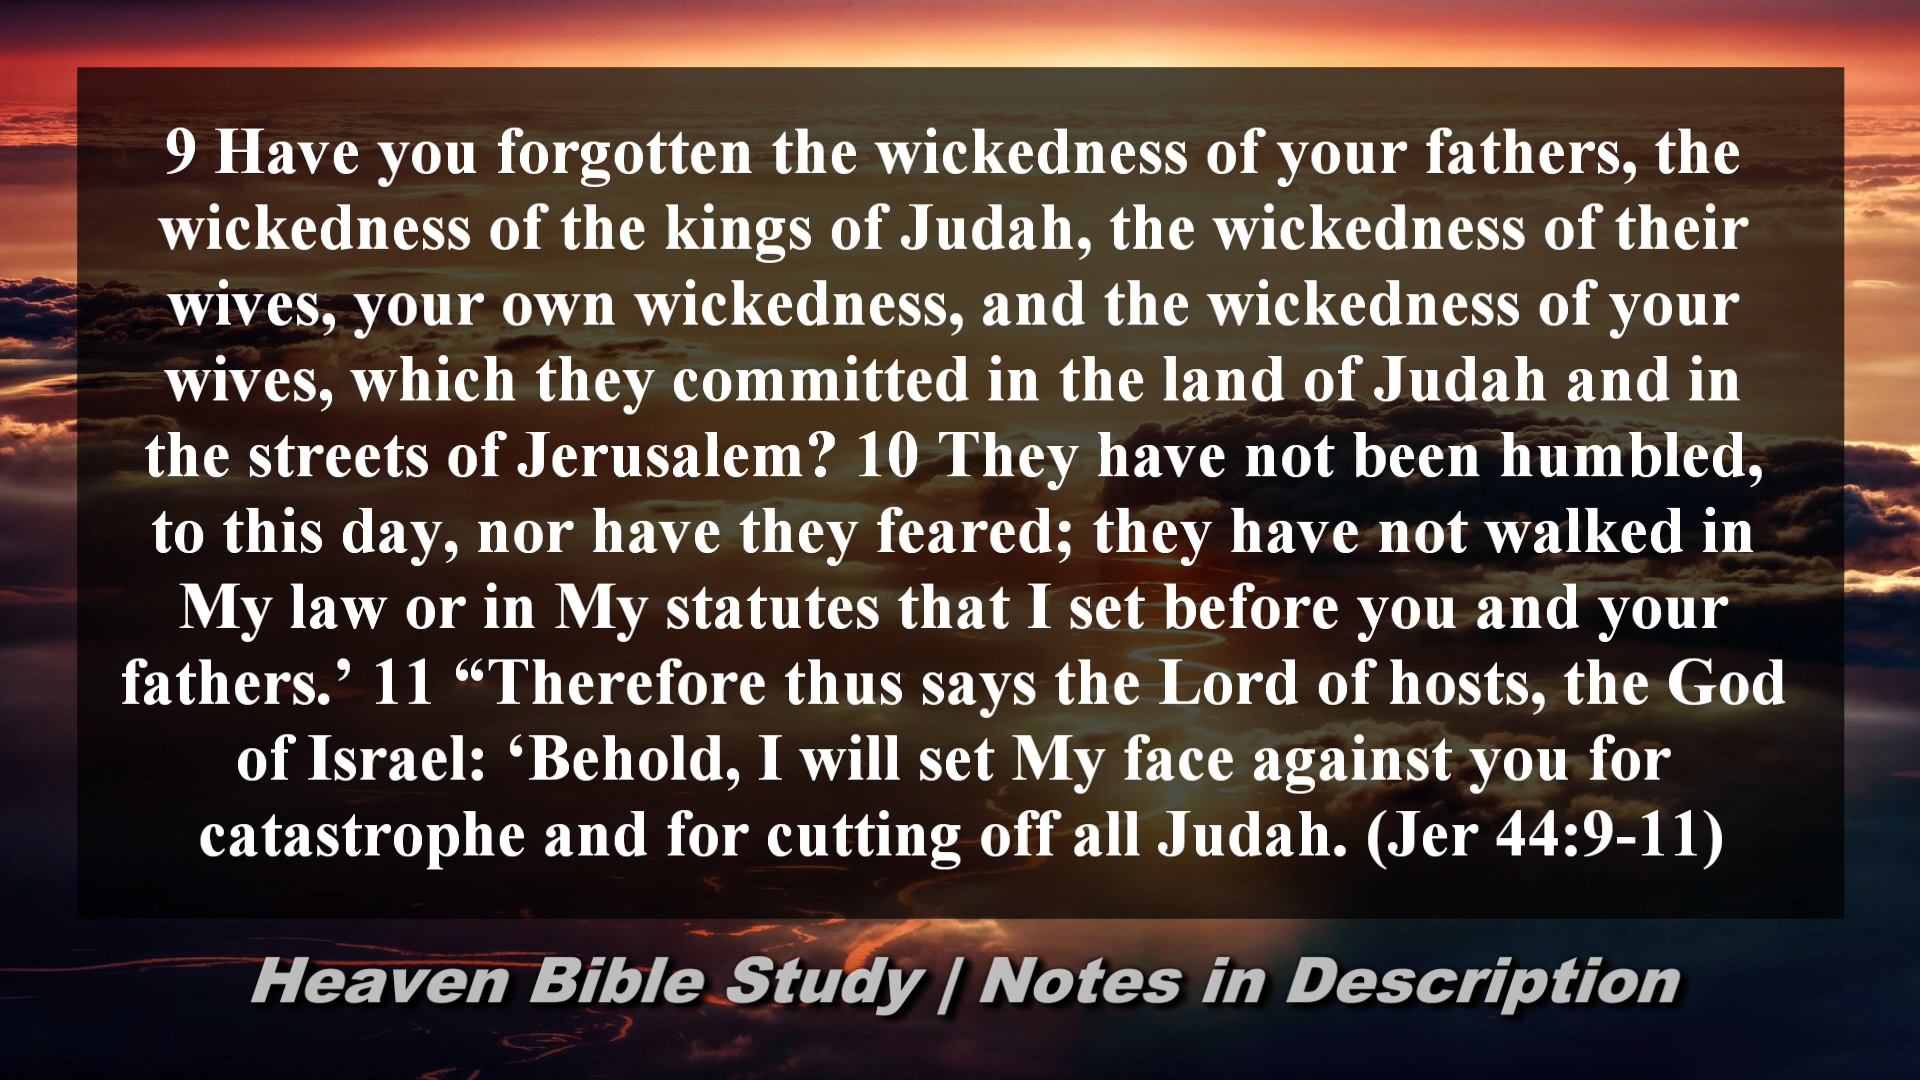 9 Have you forgotten the wickedness of your fathers, the
wickedness of the kings of Judah, the wickedness of their
wives, your own wickedness, and the wickedness of your
wives, which they committed in the land of Judah and in
the streets of Jerusalem? 10 They have not been humbled,
to this day, nor have they feared; they have not walked in
My law or in My statutes that I set before you and your
fathers.’ 11 “Therefore thus says the Lord of hosts, the God
of Israel: ‘Behold, I will set My face against you for
catastrophe and for cutting off all Judah. (Jer 44:9-11)
Heaven Bible Study | Notes in Description